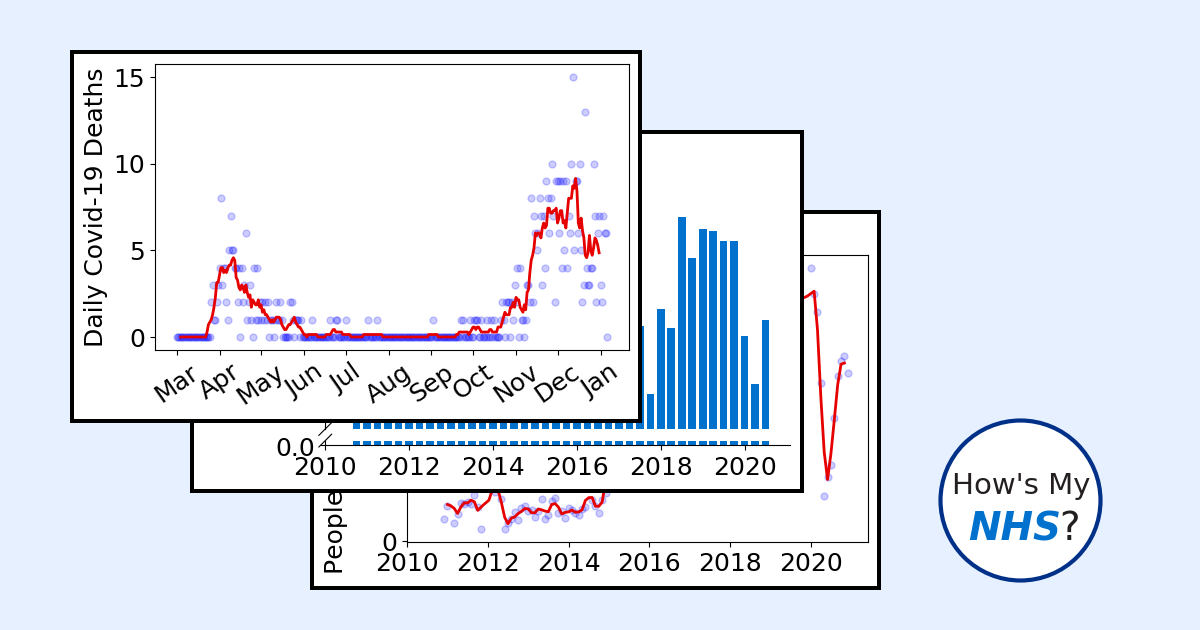 Daily Covid-19 Deaths
15
10
5
0
Mar Apr May Jun Jul Aug Sep Oct Nov Dec Jan
0.0
2010 2012 2014 2016 2018 2020
People
0
2010 2012 2014 2016 2018 2020
How's My
NHS?